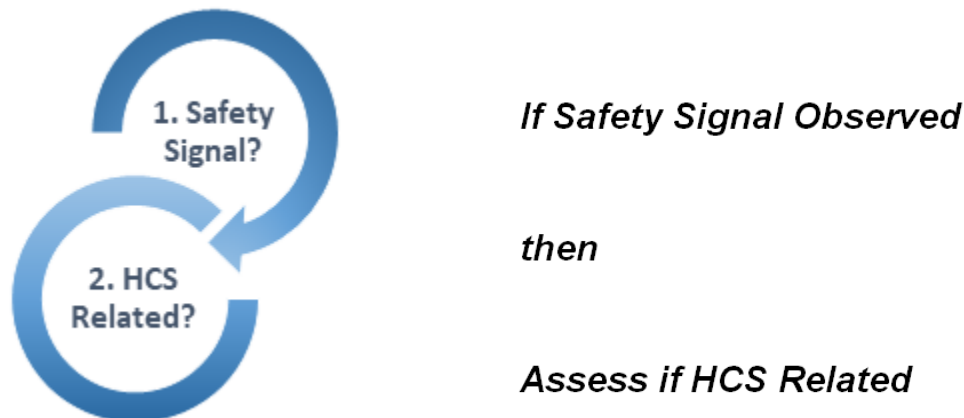 1. Safety
Signal?
If Safety Signal Observed
then
2. HCS
Related?
Assess if HCS Related